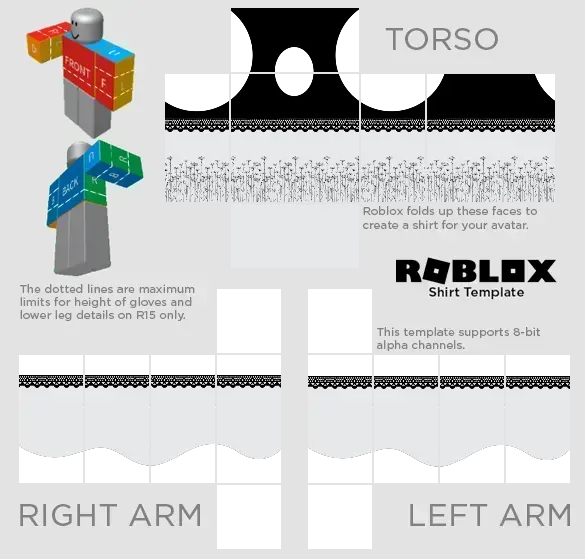 TORSO
FRONT
F
L
U
BACK
R
Roblox folds up these faces to
create a shirt for your avatar.
ROBLOX
Shirt Template
The dotted lines are maximum
limits for height of gloves and
lower leg details on R15 only.
This template supports 8-bit
alpha channels.
RIGHT ARM
LEFT ARM